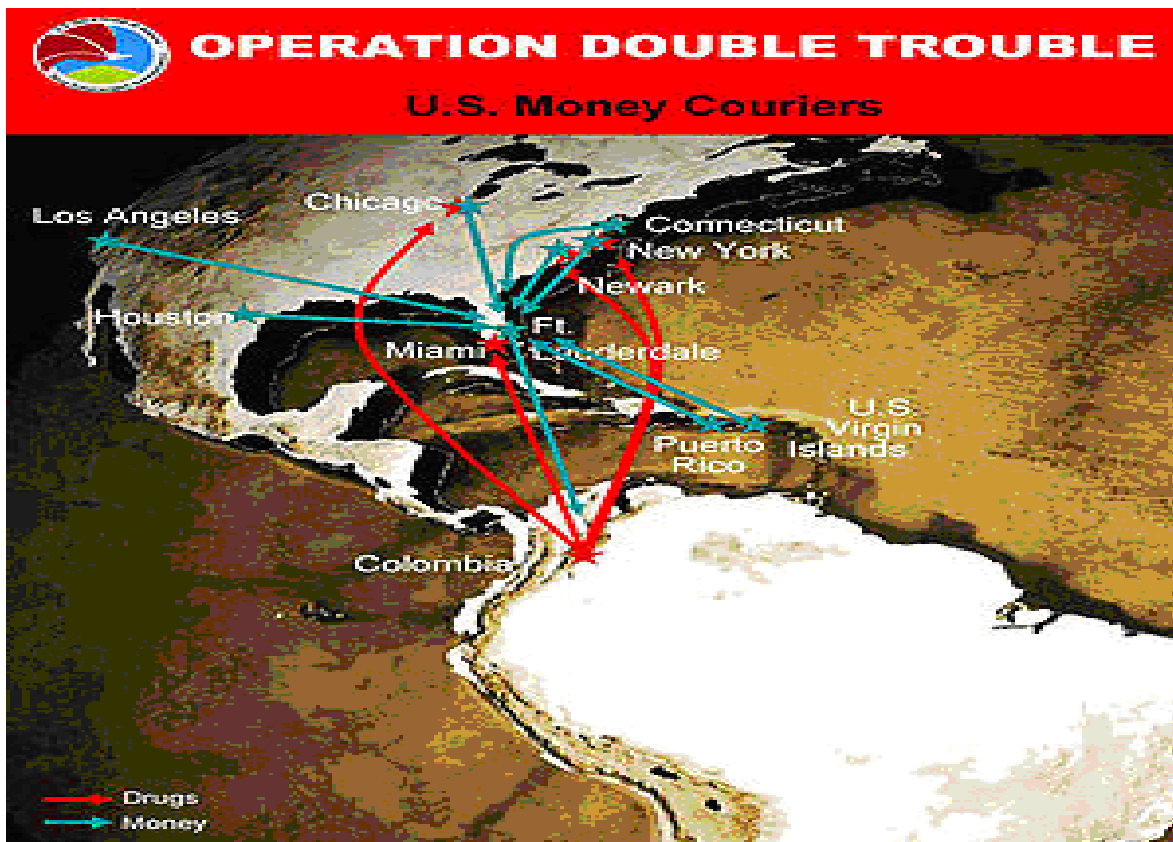 OPERATION DOUBLE TROUBLE
U.S. Money Couriers
Chicago
Los Angeles
Connecticut
New York
Newark
Houston
Ft.
Lauderdale
Miami
U.S.
Virgin
Islands
Puerto
Rico
Colombia
Drugs
Money